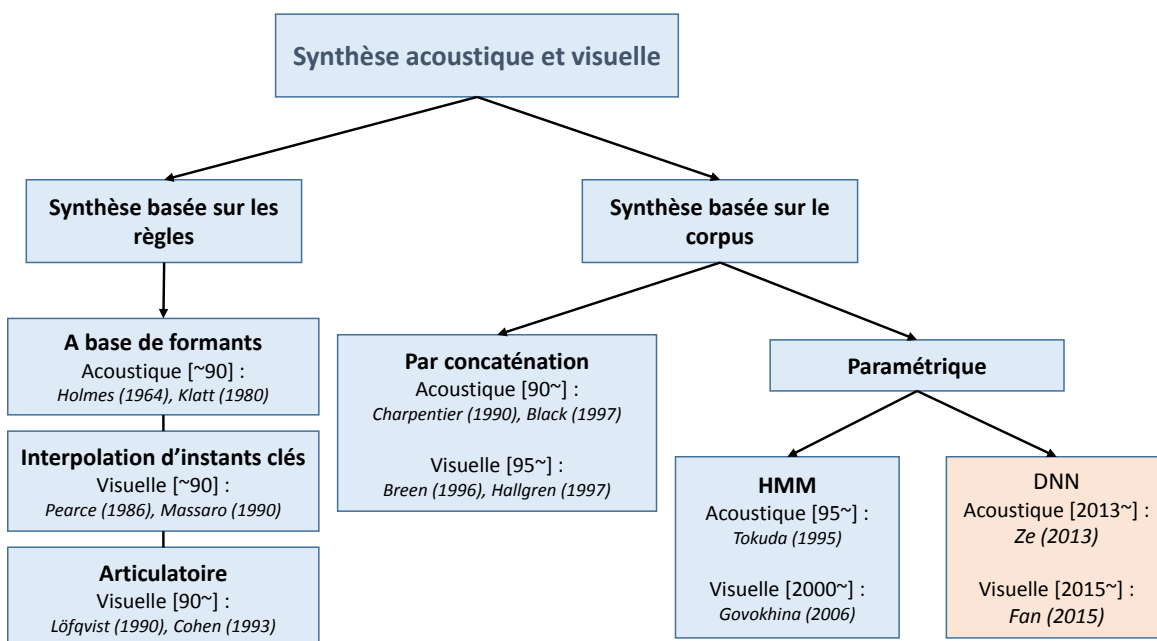 Synthèse acoustique et visuelle
Synthèse basée sur les
règles
Synthèse basée sur le
corpus
A base de formants
Acoustique [~90] :
Holmes (1964), Klatt (1980)
Interpolation d'instants clés
Visuelle [~90] :
Pearce (1986), Massaro (1990)
Articulatoire
Visuelle [90~] :
Löfqvist (1990), Cohen (1993)
Par concaténation
Acoustique [90~] :
Charpentier (1990), Black (1997)
Visuelle [95~] :
Breen (1996), Hallgren (1997)
Paramétrique
HMM
Acoustique [95~] :
Tokuda (1995)
Visuelle [2000~] :
Govokhina (2006)
DNN
Acoustique [2013~] :
Ze (2013)
Visuelle [2015~] :
Fan (2015)